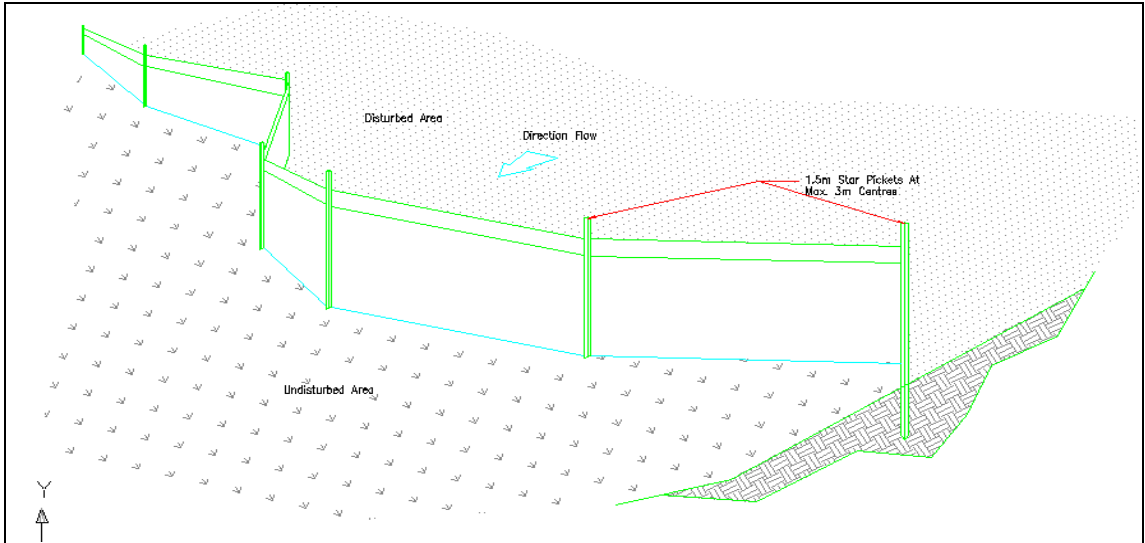 Disturbed Area
Direction Flow
1.5m Star Pickets At
Max. 3m Centres
Undisturbed Area
Y